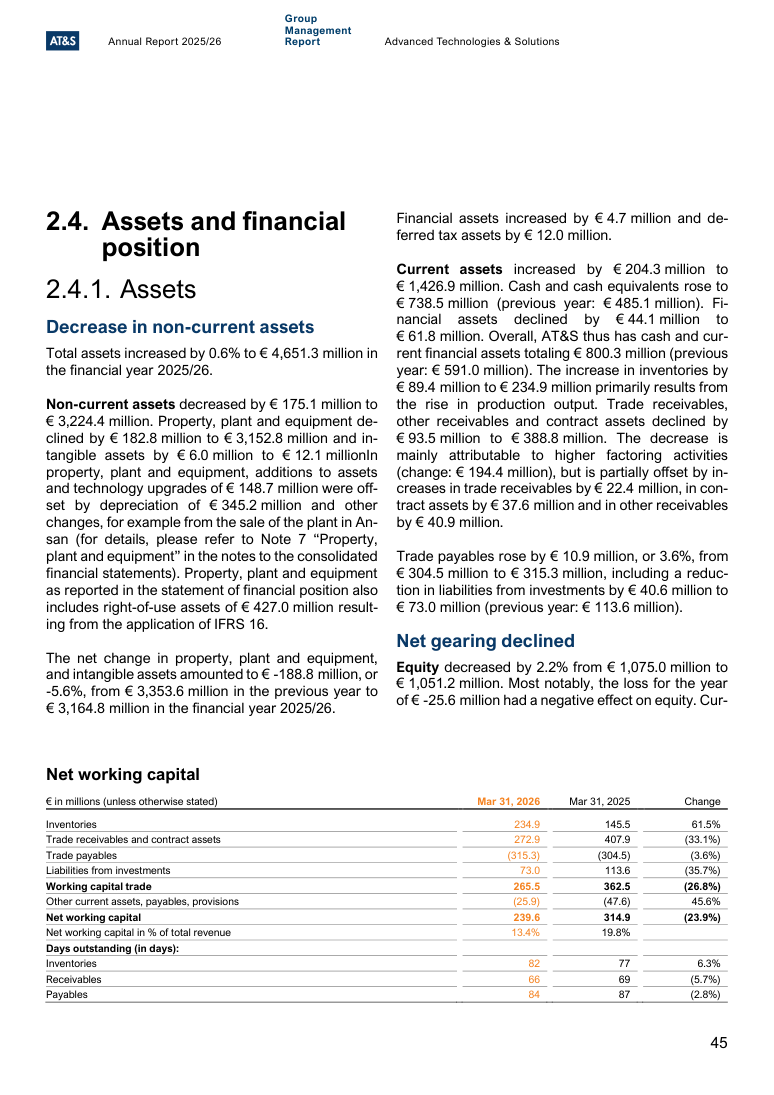 AT&S
Annual Report 2025/26
Group
Management
Report
Advanced Technologies & Solutions
2.4. Assets and financial
position
2.4.1. Assets
Decrease in non-current assets
Total assets increased by 0.6% to € 4,651.3 million in
the financial year 2025/26.
Non-current assets decreased by € 175.1 million to
€ 3,224.4 million. Property, plant and equipment de-
clined by € 182.8 million to € 3,152.8 million and in-
tangible assets by € 6.0 million to € 12.1 millionIn
property, plant and equipment, additions to assets
and technology upgrades of € 148.7 million were off-
set by depreciation of € 345.2 million and other
changes, for example from the sale of the plant in An-
san (for details, please refer to Note 7 “Property,
plant and equipment” in the notes to the consolidated
financial statements). Property, plant and equipment
as reported in the statement of financial position also
includes right-of-use assets of € 427.0 million result-
ing from the application of IFRS 16.
The net change in property, plant and equipment,
and intangible assets amounted to € -188.8 million, or
-5.6%, from € 3,353.6 million in the previous year to
€ 3,164.8 million in the financial year 2025/26.
Financial assets increased by € 4.7 million and de-
ferred tax assets by € 12.0 million.
Current assets increased by € 204.3 million to
€ 1,426.9 million. Cash and cash equivalents rose to
€ 738.5 million (previous year: € 485.1 million). Fi-
nancial assets declined by € 44.1 million to
€ 61.8 million. Overall, AT&S thus has cash and cur-
rent financial assets totaling € 800.3 million (previous
year: € 591.0 million). The increase in inventories by
€ 89.4 million to € 234.9 million primarily results from
the rise in production output. Trade receivables,
other receivables and contract assets declined by
€ 93.5 million to € 388.8 million. The decrease is
mainly attributable to higher factoring activities
(change: € 194.4 million), but is partially offset by in-
creases in trade receivables by € 22.4 million, in con-
tract assets by € 37.6 million and in other receivables
by € 40.9 million.
Trade payables rose by € 10.9 million, or 3.6%, from
€ 304.5 million to € 315.3 million, including a reduc-
tion in liabilities from investments by € 40.6 million to
€ 73.0 million (previous year: € 113.6 million).
Net gearing declined
Equity decreased by 2.2% from € 1,075.0 million to
€ 1,051.2 million. Most notably, the loss for the year
of € -25.6 million had a negative effect on equity. Cur-
Net working capital
€ in millions (unless otherwise stated) Mar 31, 2026 Mar 31, 2025 Change
Inventories 234.9 145.5 61.5%
Trade receivables and contract assets 272.9 407.9 (33.1%)
Trade payables (315.3) (304.5) (3.6%)
Liabilities from investments 73.0 113.6 (35.7%)
Working capital trade 265.5 362.5 (26.8%)
Other current assets, payables, provisions (25.9) (47.6) 45.6%
Net working capital 239.6 314.9 (23.9%)
Net working capital in % of total revenue 13.4% 19.8%
Days outstanding (in days):
Inventories 82 77 6.3%
Receivables 66 69 (5.7%)
Payables 84 87 (2.8%)
45